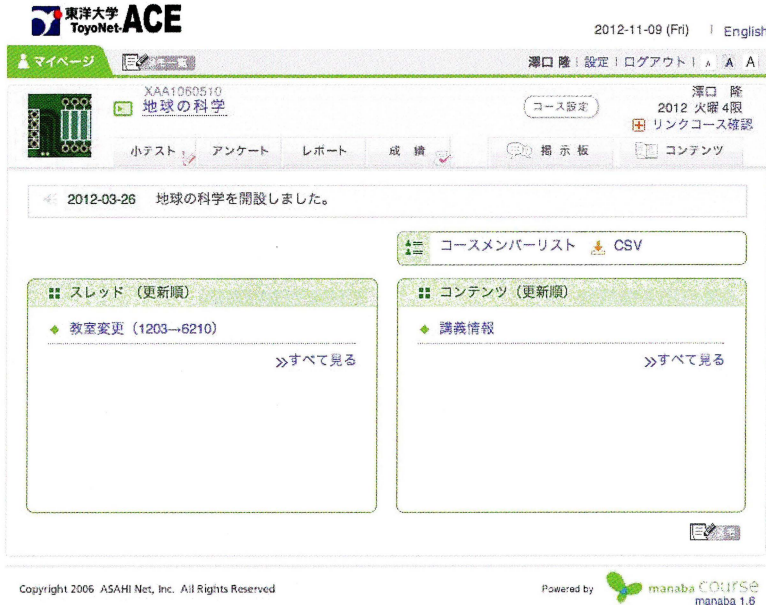 東洋大学
ToyoNet-ACE
2012-11-09 (Fri) | English
マイページ
澤口 隆 | 設定 | ログアウト | A A A
XAA1060510
地球の科学
コース設定
澤口 隆
2012 火曜 4限
リンクコース確認
小テスト アンケート レポート 成 績 掲 示 板 コンテンツ
2012-03-26 地球の科学を開設しました。
コースメンバーリスト CSV
スレッド (更新順)
教室変更 (1203→6210)
≫すべて見る
コンテンツ (更新順)
講義情報
≫すべて見る
Copyright 2006 ASAHI Net, Inc. All Rights Reserved
Powered by manaba course
manaba 1.6